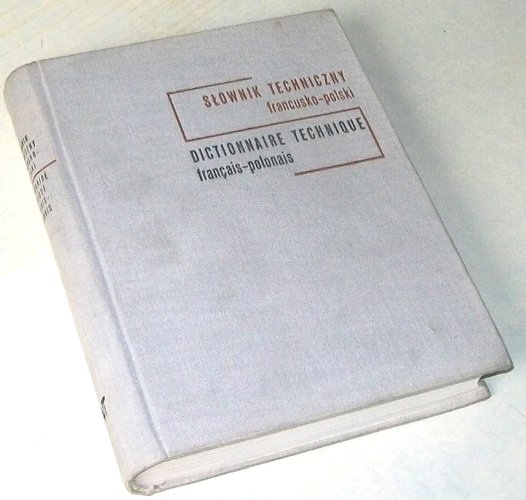 SŁOWNIK TECHNICZNY
francusko-polski
DICTIONNAIRE TECHNIQUE
français-polonais